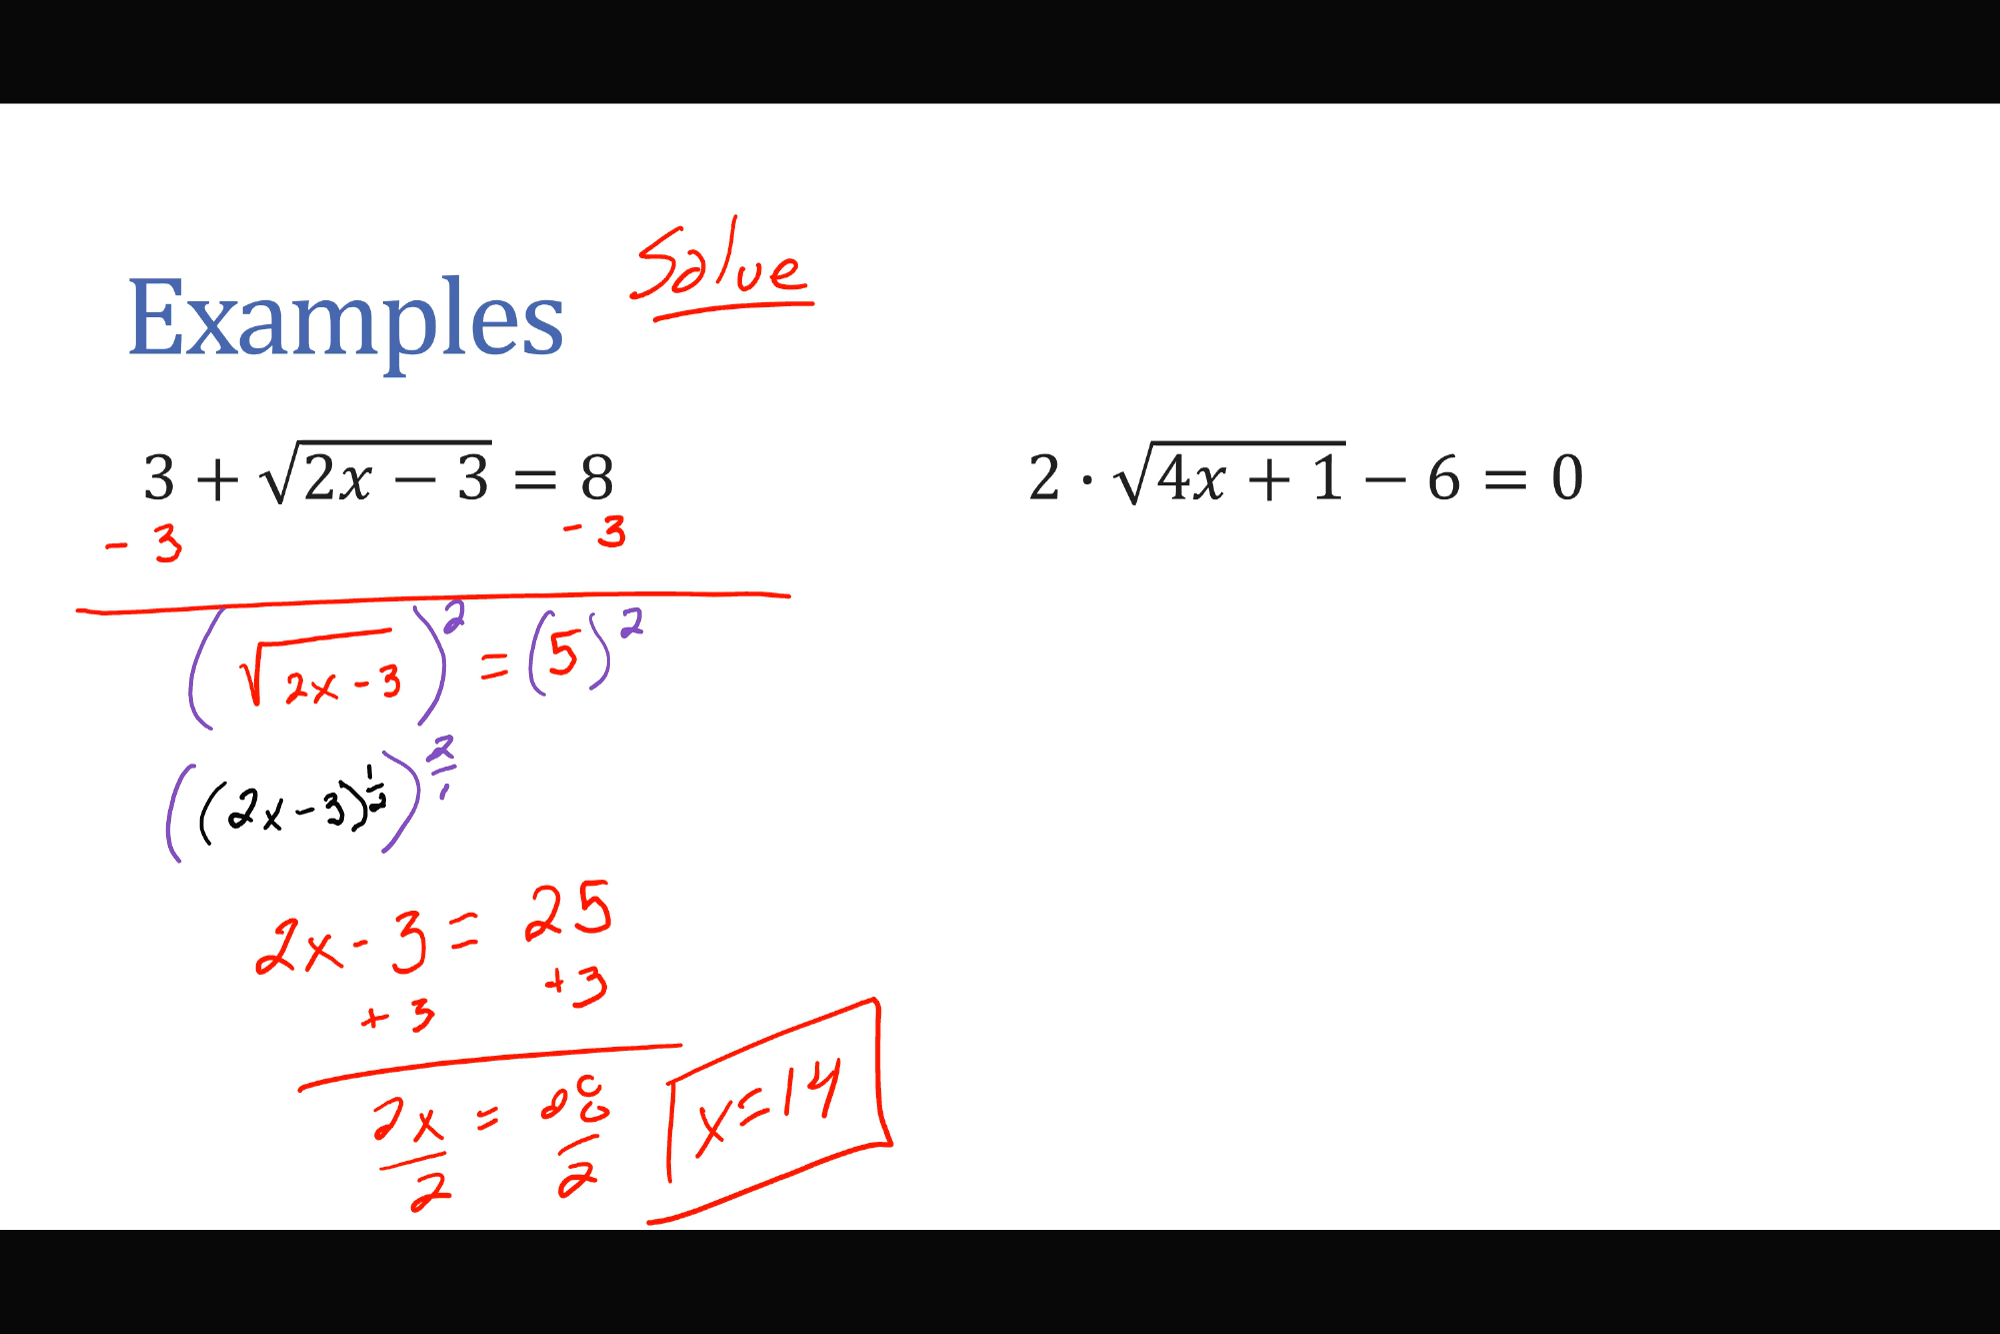 Examples Solve
3 + √(2x − 3) = 8
- 3 - 3
(√(2x - 3))² = (5)²
((2x - 3)^(1/2))^(2/1)
2x - 3 = 25
+ 3 + 3
2x/2 = 28/2
x = 14
2 · √(4x + 1) − 6 = 0